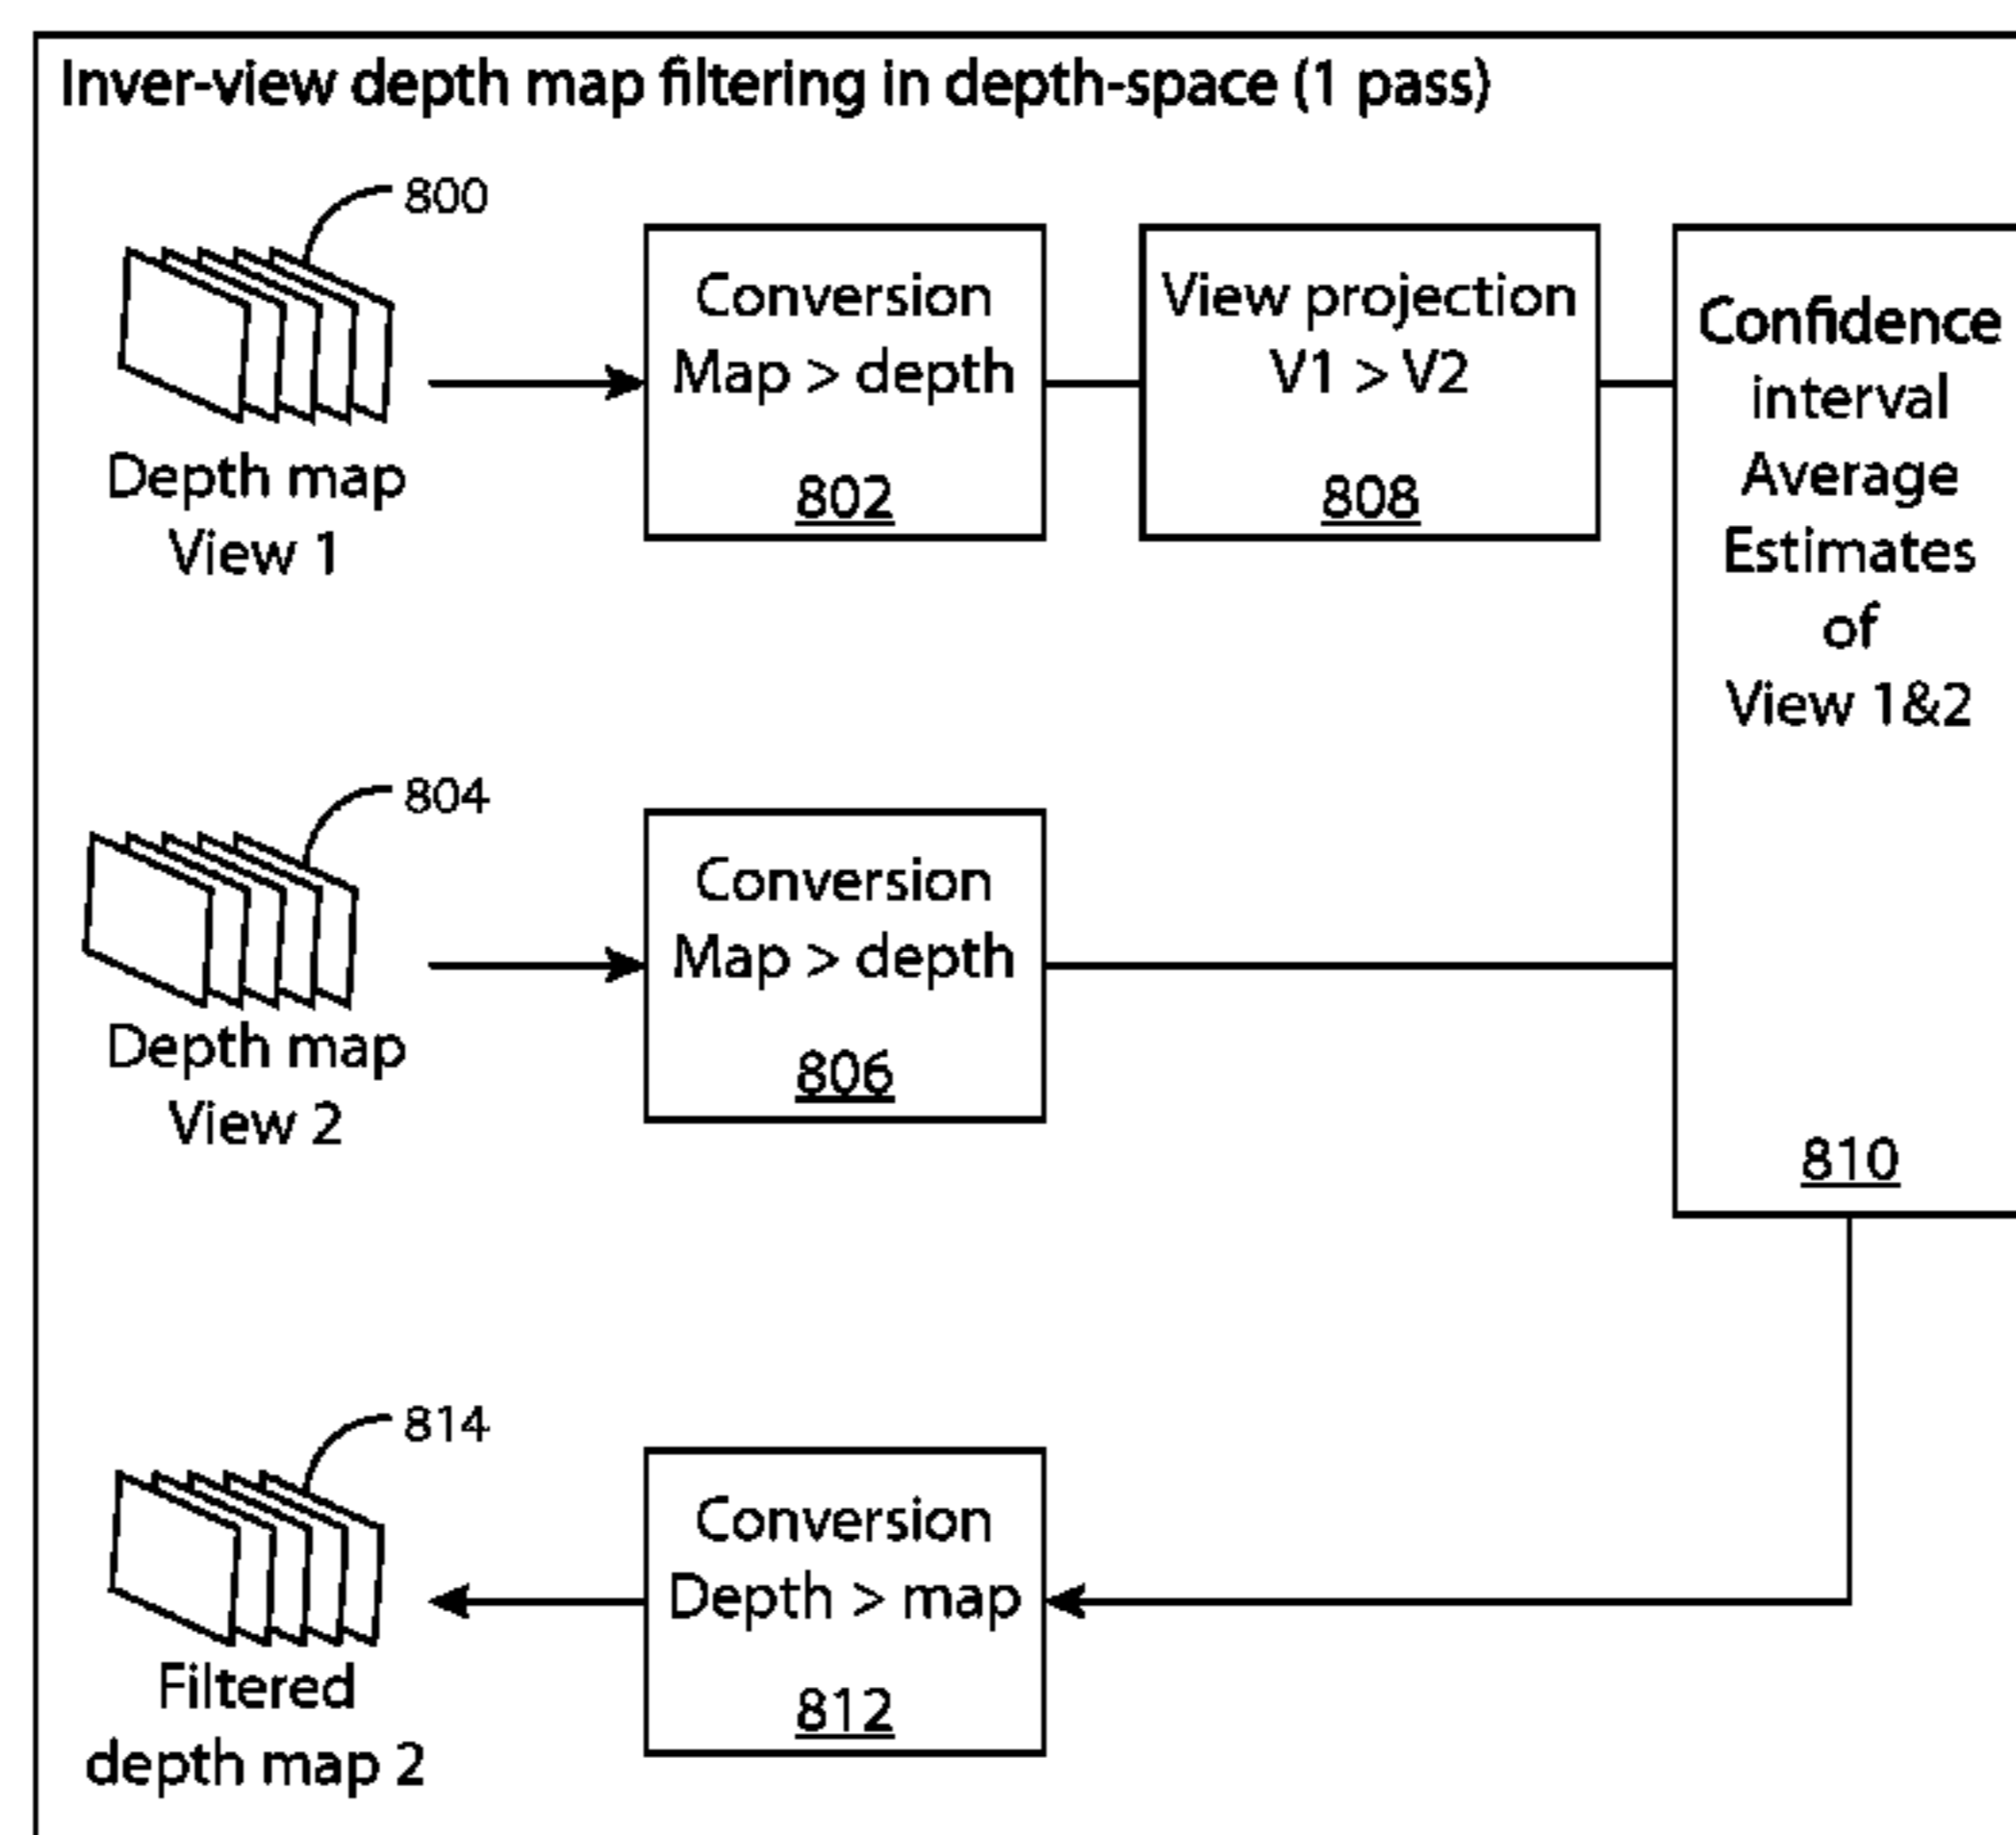 Inver-view depth map filtering in depth-space (1 pass)
800
Depth map
View 1
Conversion
Map > depth
802
View projection
V1 > V2
808
Confidence
interval
Average
Estimates
of
View 1&2
810
804
Depth map
View 2
Conversion
Map > depth
806
814
Filtered
depth map 2
Conversion
Depth > map
812